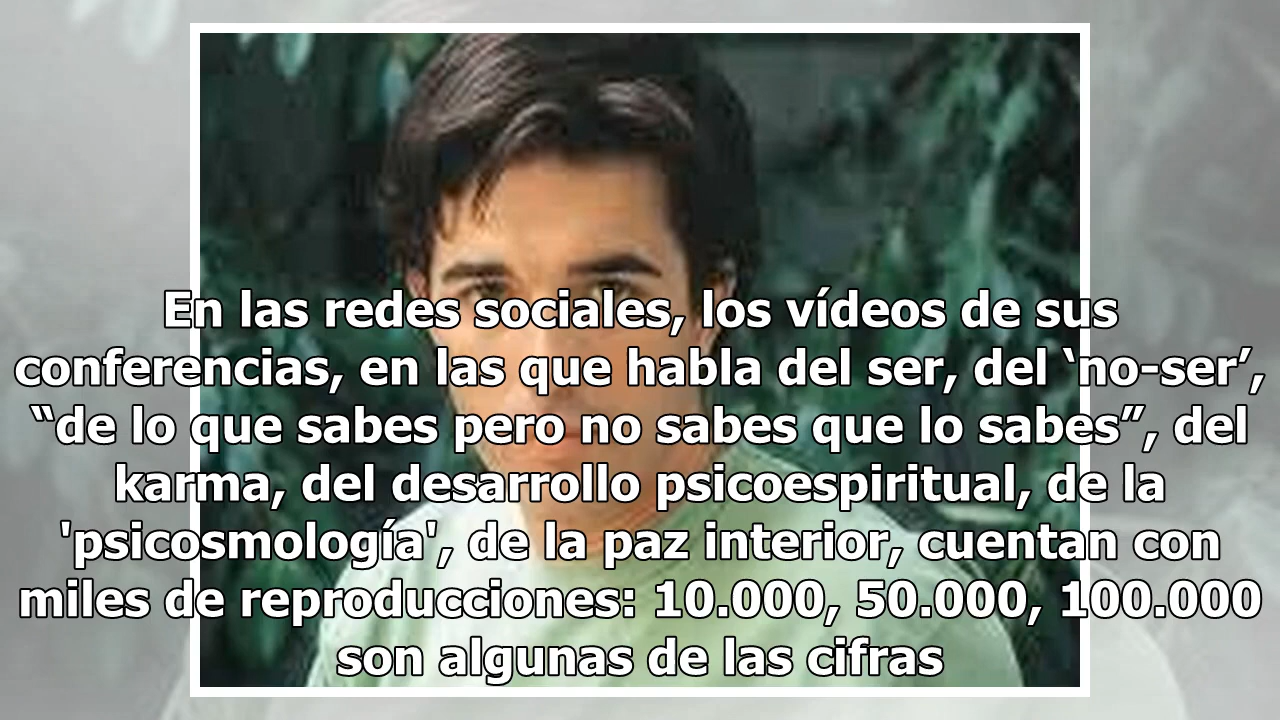 En las redes sociales, los vídeos de sus
conferencias, en las que habla del ser, del ‘no-ser’,
“de lo que sabes pero no sabes que lo sabes”, del
karma, del desarrollo psicoespiritual, de la
'psicosmología', de la paz interior, cuentan con
miles de reproducciones: 10.000, 50.000, 100.000
son algunas de las cifras